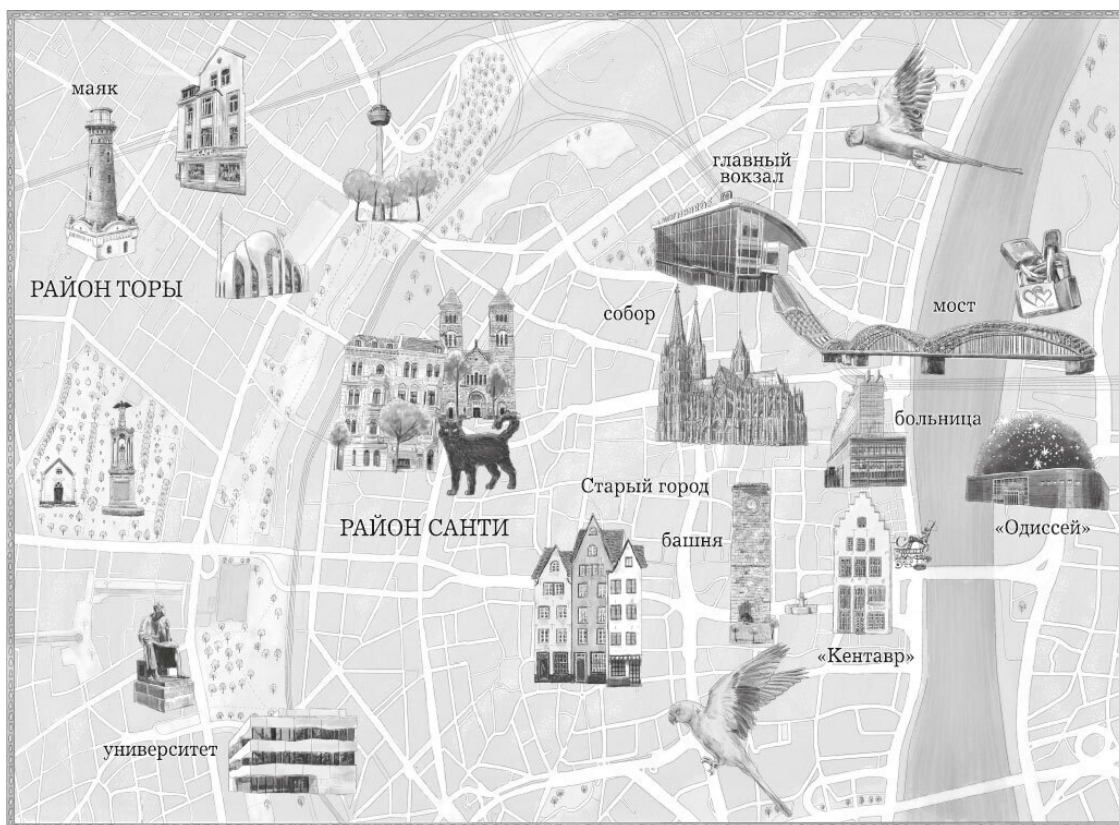 маяк
главный
вокзал
РАЙОН ТОРЫ
собор
мост
больница
Старый город
«Одиссей»
РАЙОН САНТИ
башня
«Кентавр»
университет